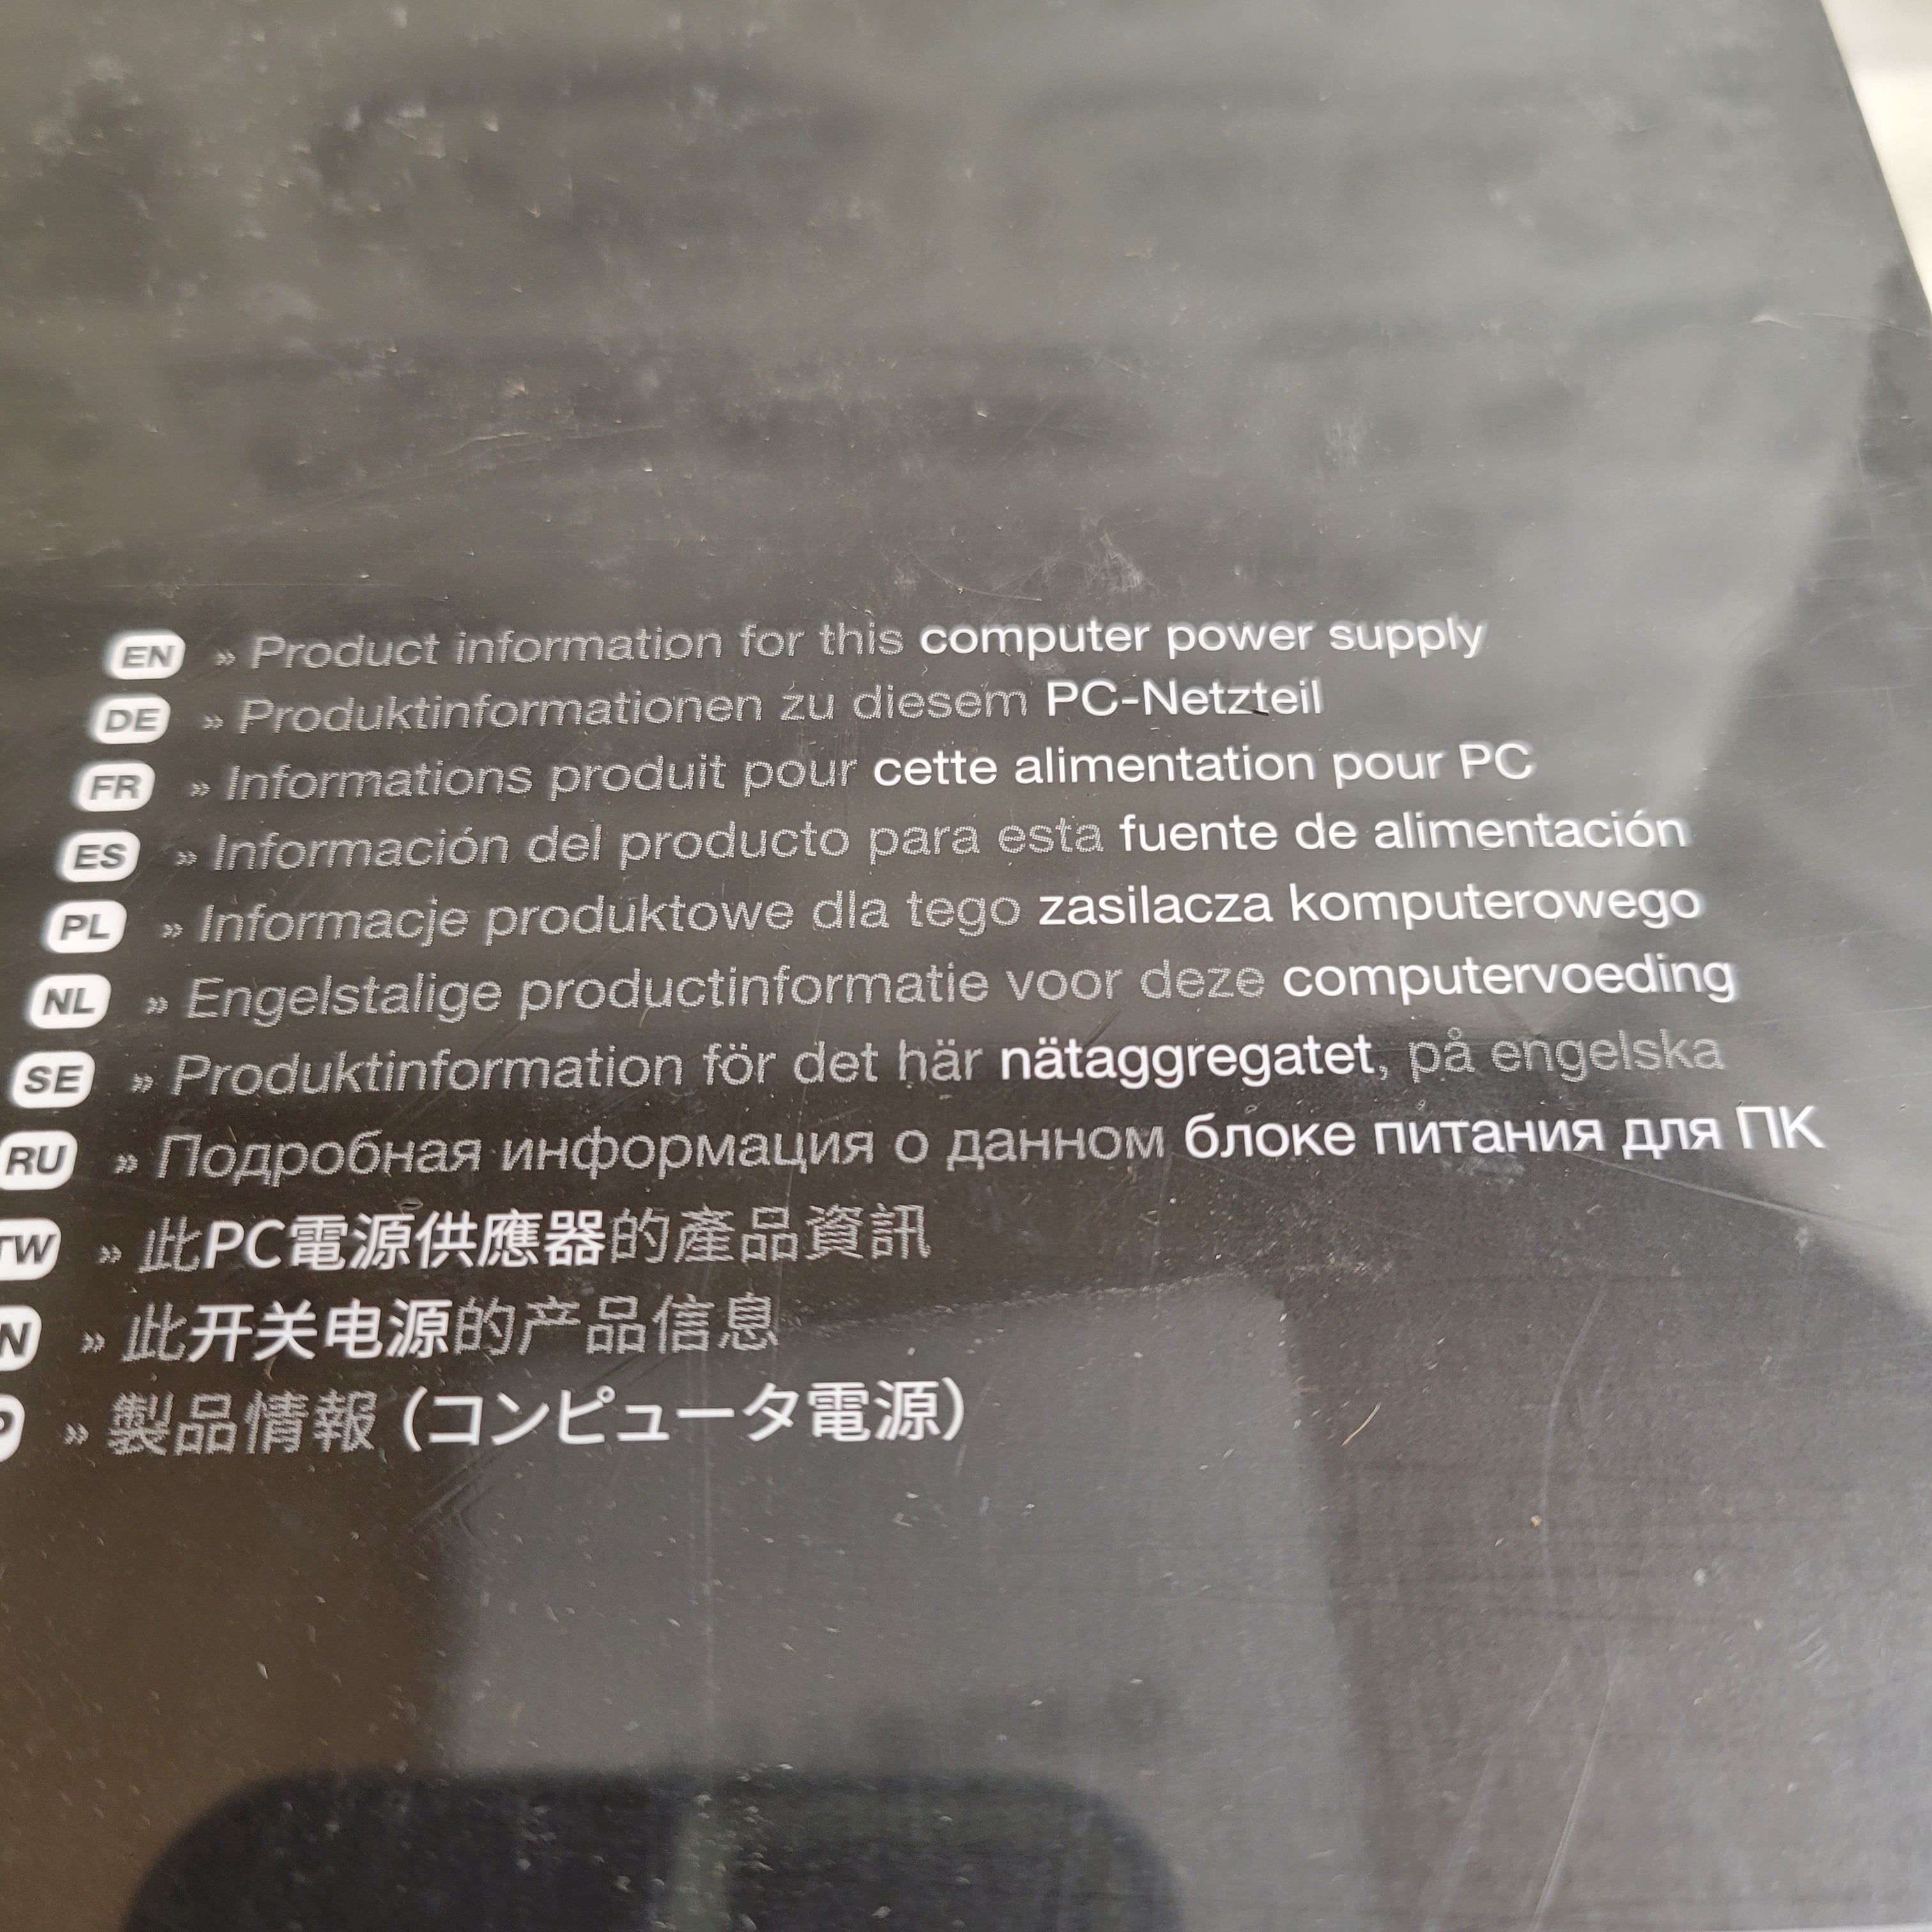 EN » Product information for this computer power supply
DE » Produktinformationen zu diesem PC-Netzteil
FR » Informations produit pour cette alimentation pour PC
ES » Información del producto para esta fuente de alimentación
PL » Informacje produktowe dla tego zasilacza komputerowego
NL » Engelstalige productinformatie voor deze computervoeding
SE » Produktinformation för det här nätaggregatet, på engelska
RU » Подробная информация о данном блоке питания для ПК
TW » 此PC電源供應器的產品資訊
N » 此开关电源的产品信息
» 製品情報 (コンピュータ電源)